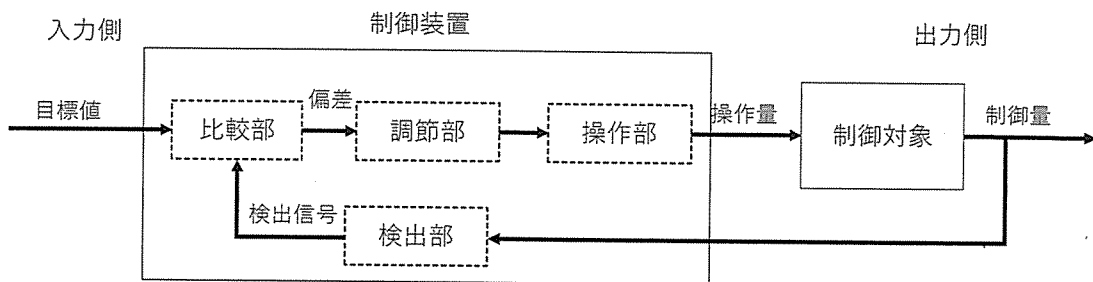 入力側
制御装置
出力側
目標値
比較部
偏差
調節部
操作部
操作量
制御対象
制御量
検出信号
検出部